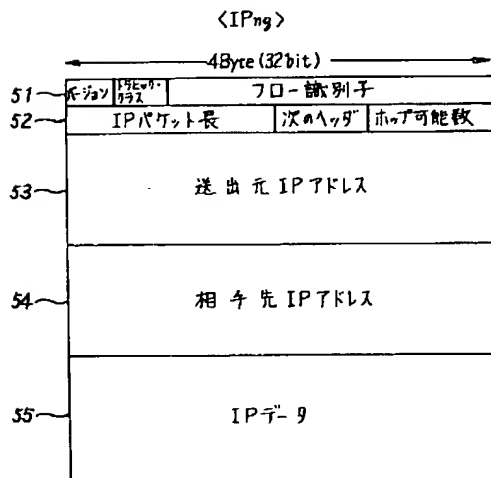 〈IPng〉
4Byte(32bit)
51 バージョン トラヒック・クラス フロー識別子
52 IPパケット長 次のヘッダ ホップ可能数
53 送出元IPアドレス
54 相手先IPアドレス
55 IPデータ